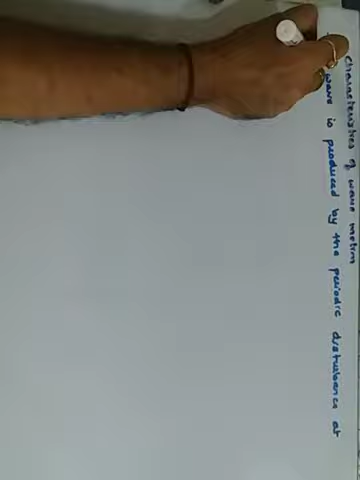 Characteristics of wave motion
wave is produced by the periodic disturbance at